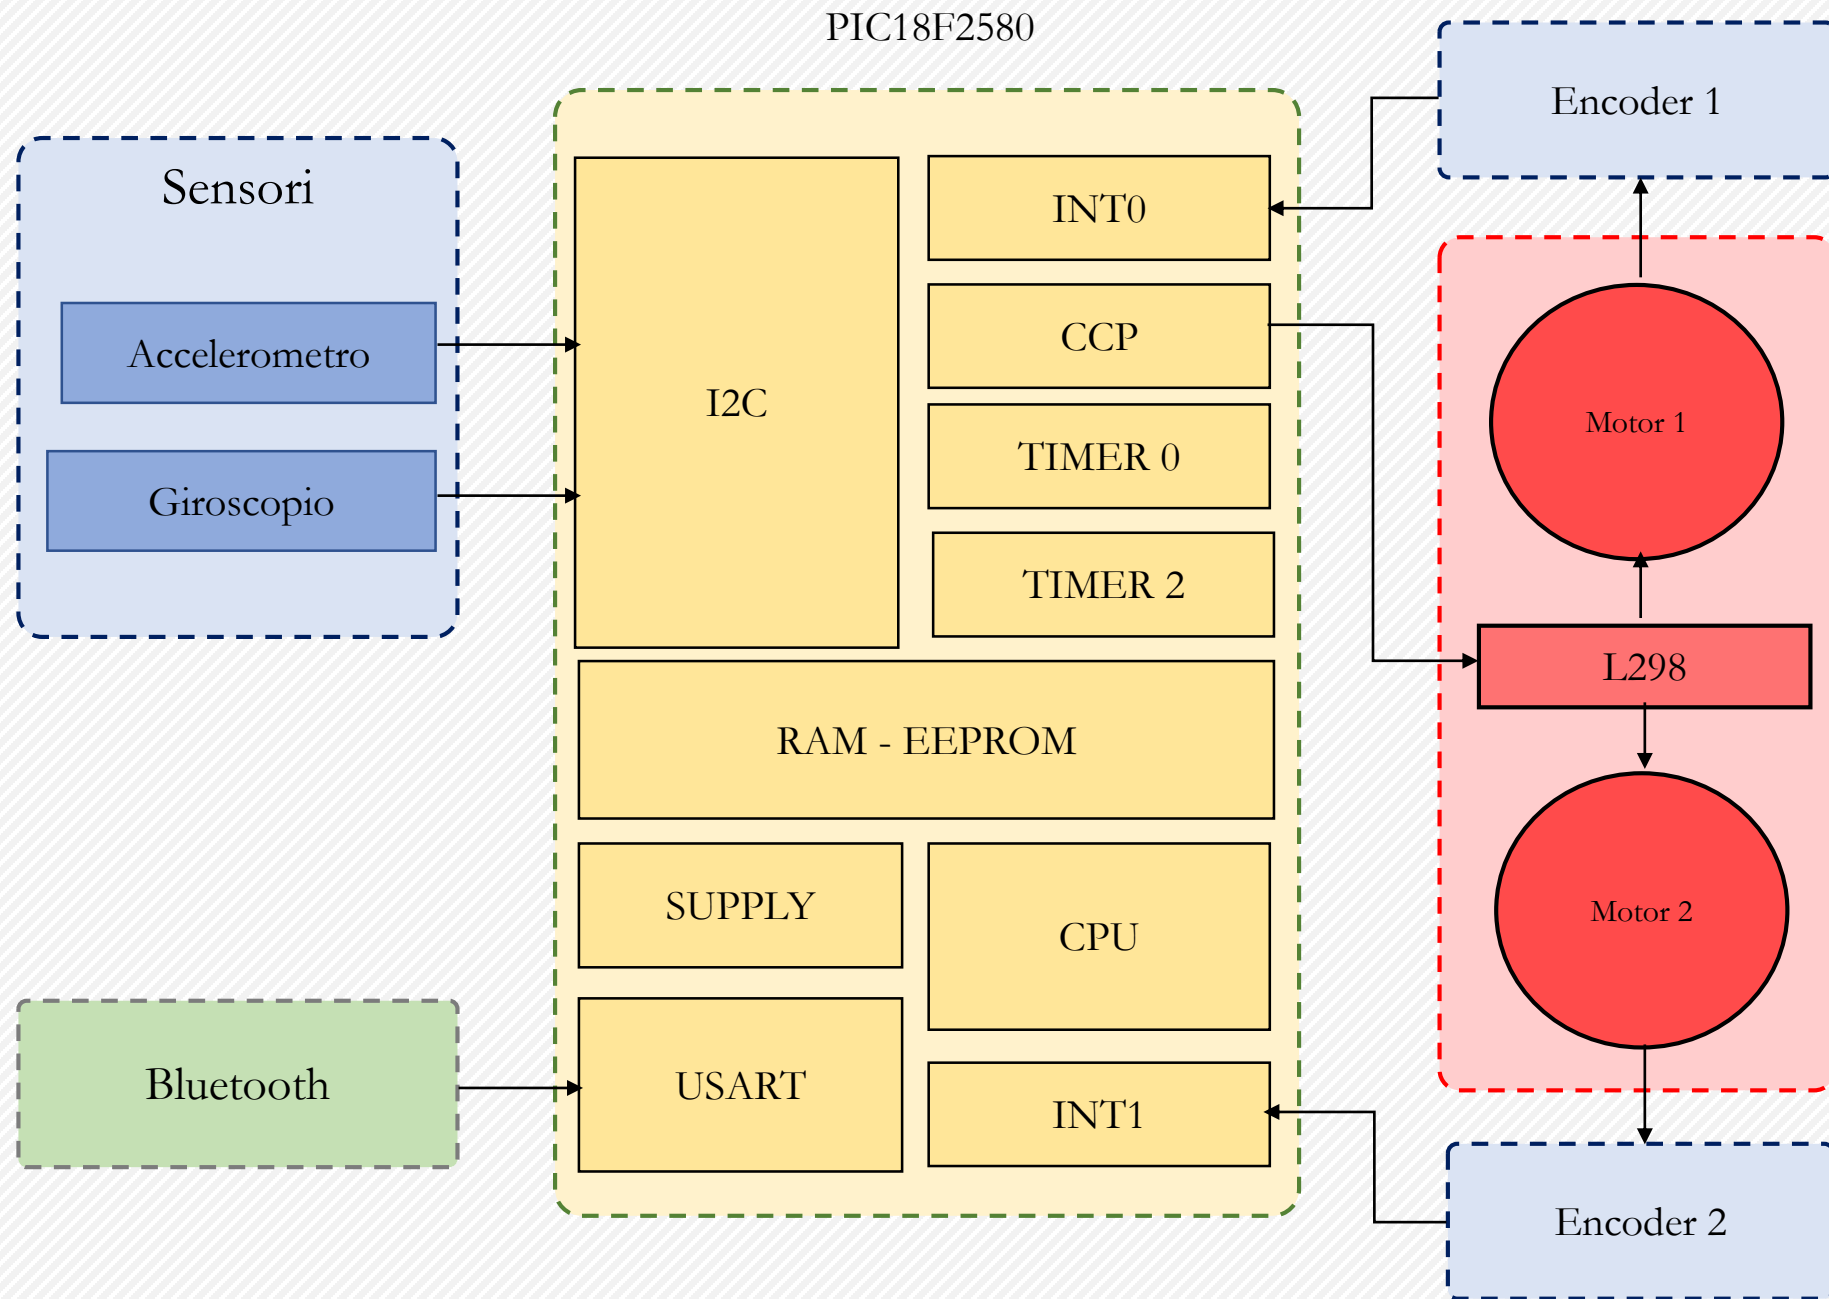 PIC18F2580
Sensori
Accelerometro
Giroscopio
Bluetooth
I2C
INT0
CCP
TIMER 0
TIMER 2
RAM - EEPROM
SUPPLY
CPU
USART
INT1
Encoder 1
Motor 1
L298
Motor 2
Encoder 2